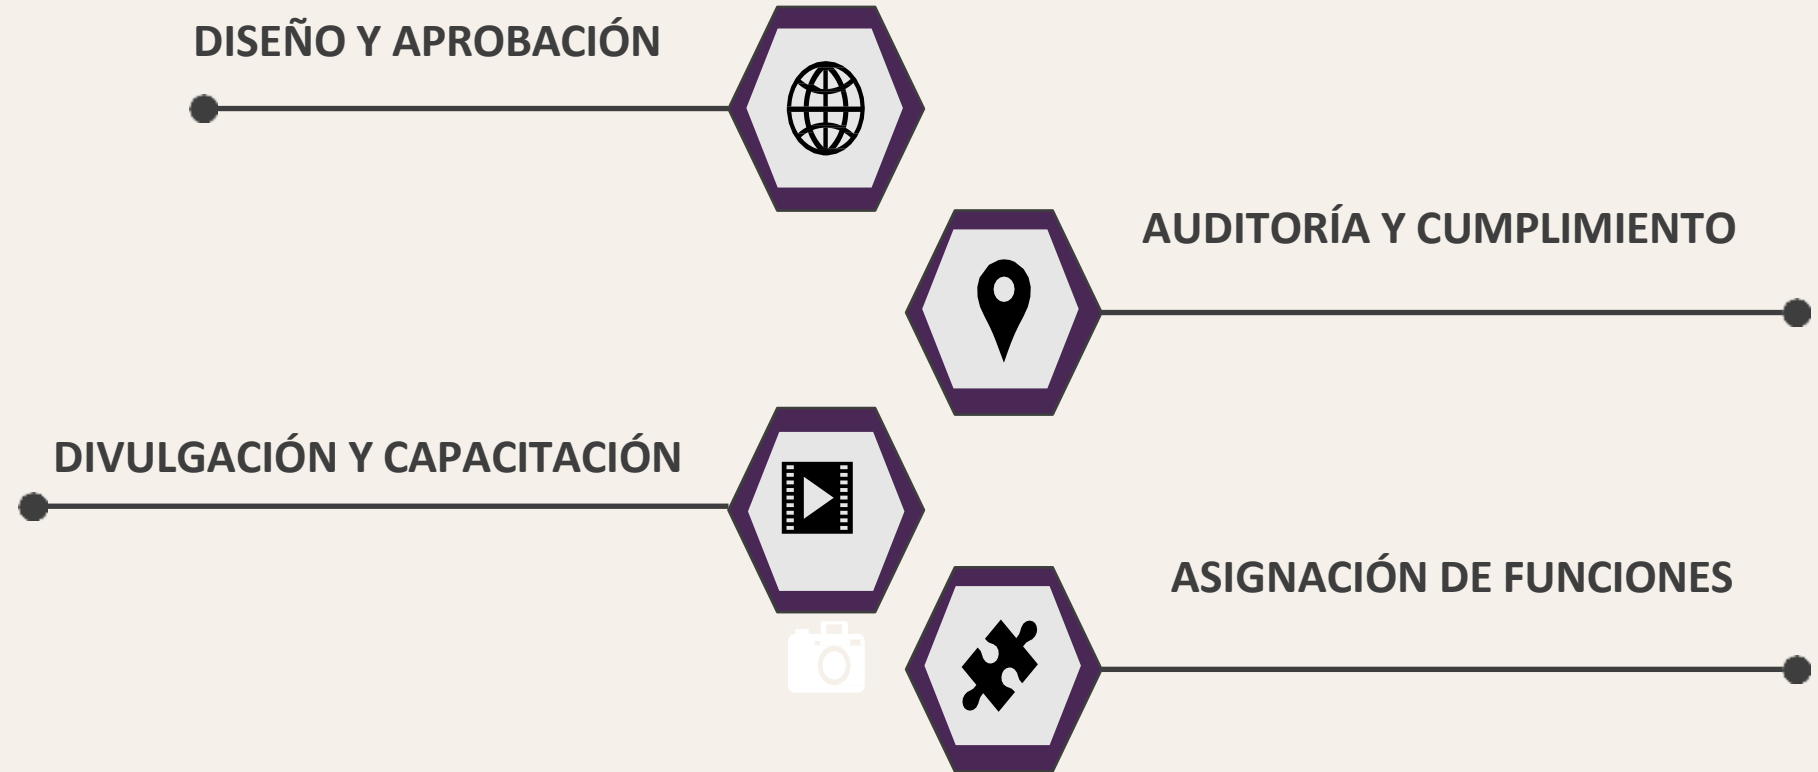 DISEÑO Y APROBACIÓN
AUDITORÍA Y CUMPLIMIENTO
DIVULGACIÓN Y CAPACITACIÓN
ASIGNACIÓN DE FUNCIONES